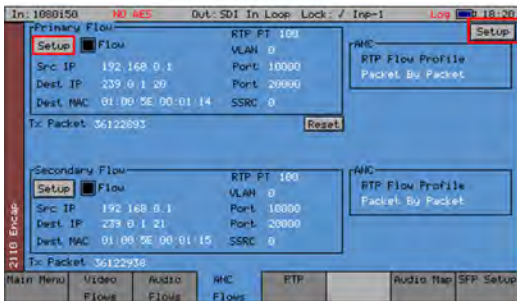 In: 1080i50 NO AES Out: SDI In Loop Lock: √ Inp-1 Log 18:20
Setup
Primary Flow
Setup Flow RTP PT 100
VLAN 0
Src IP 192.168.0.1 Port 10000
Dest IP 239.0.1.20 Port 20000
Dest MAC 01:00 5E 00:01:14 SSRC 0
ANC
RTP Flow Profile
Packet By Packet
Tx Packet 36122893 Reset
Secondary Flow
Setup Flow RTP PT 100
VLAN 0
Src IP 192.168.0.1 Port 10000
Dest IP 239.0.1.21 Port 20000
Dest MAC 01:00 5E 00:01:15 SSRC 0
ANC
RTP Flow Profile
Packet By Packet
Tx Packet 36122938
2110 Encap
Main Menu Video Flows Audio Flows ANC Flows PTP Audio Map SFP Setup